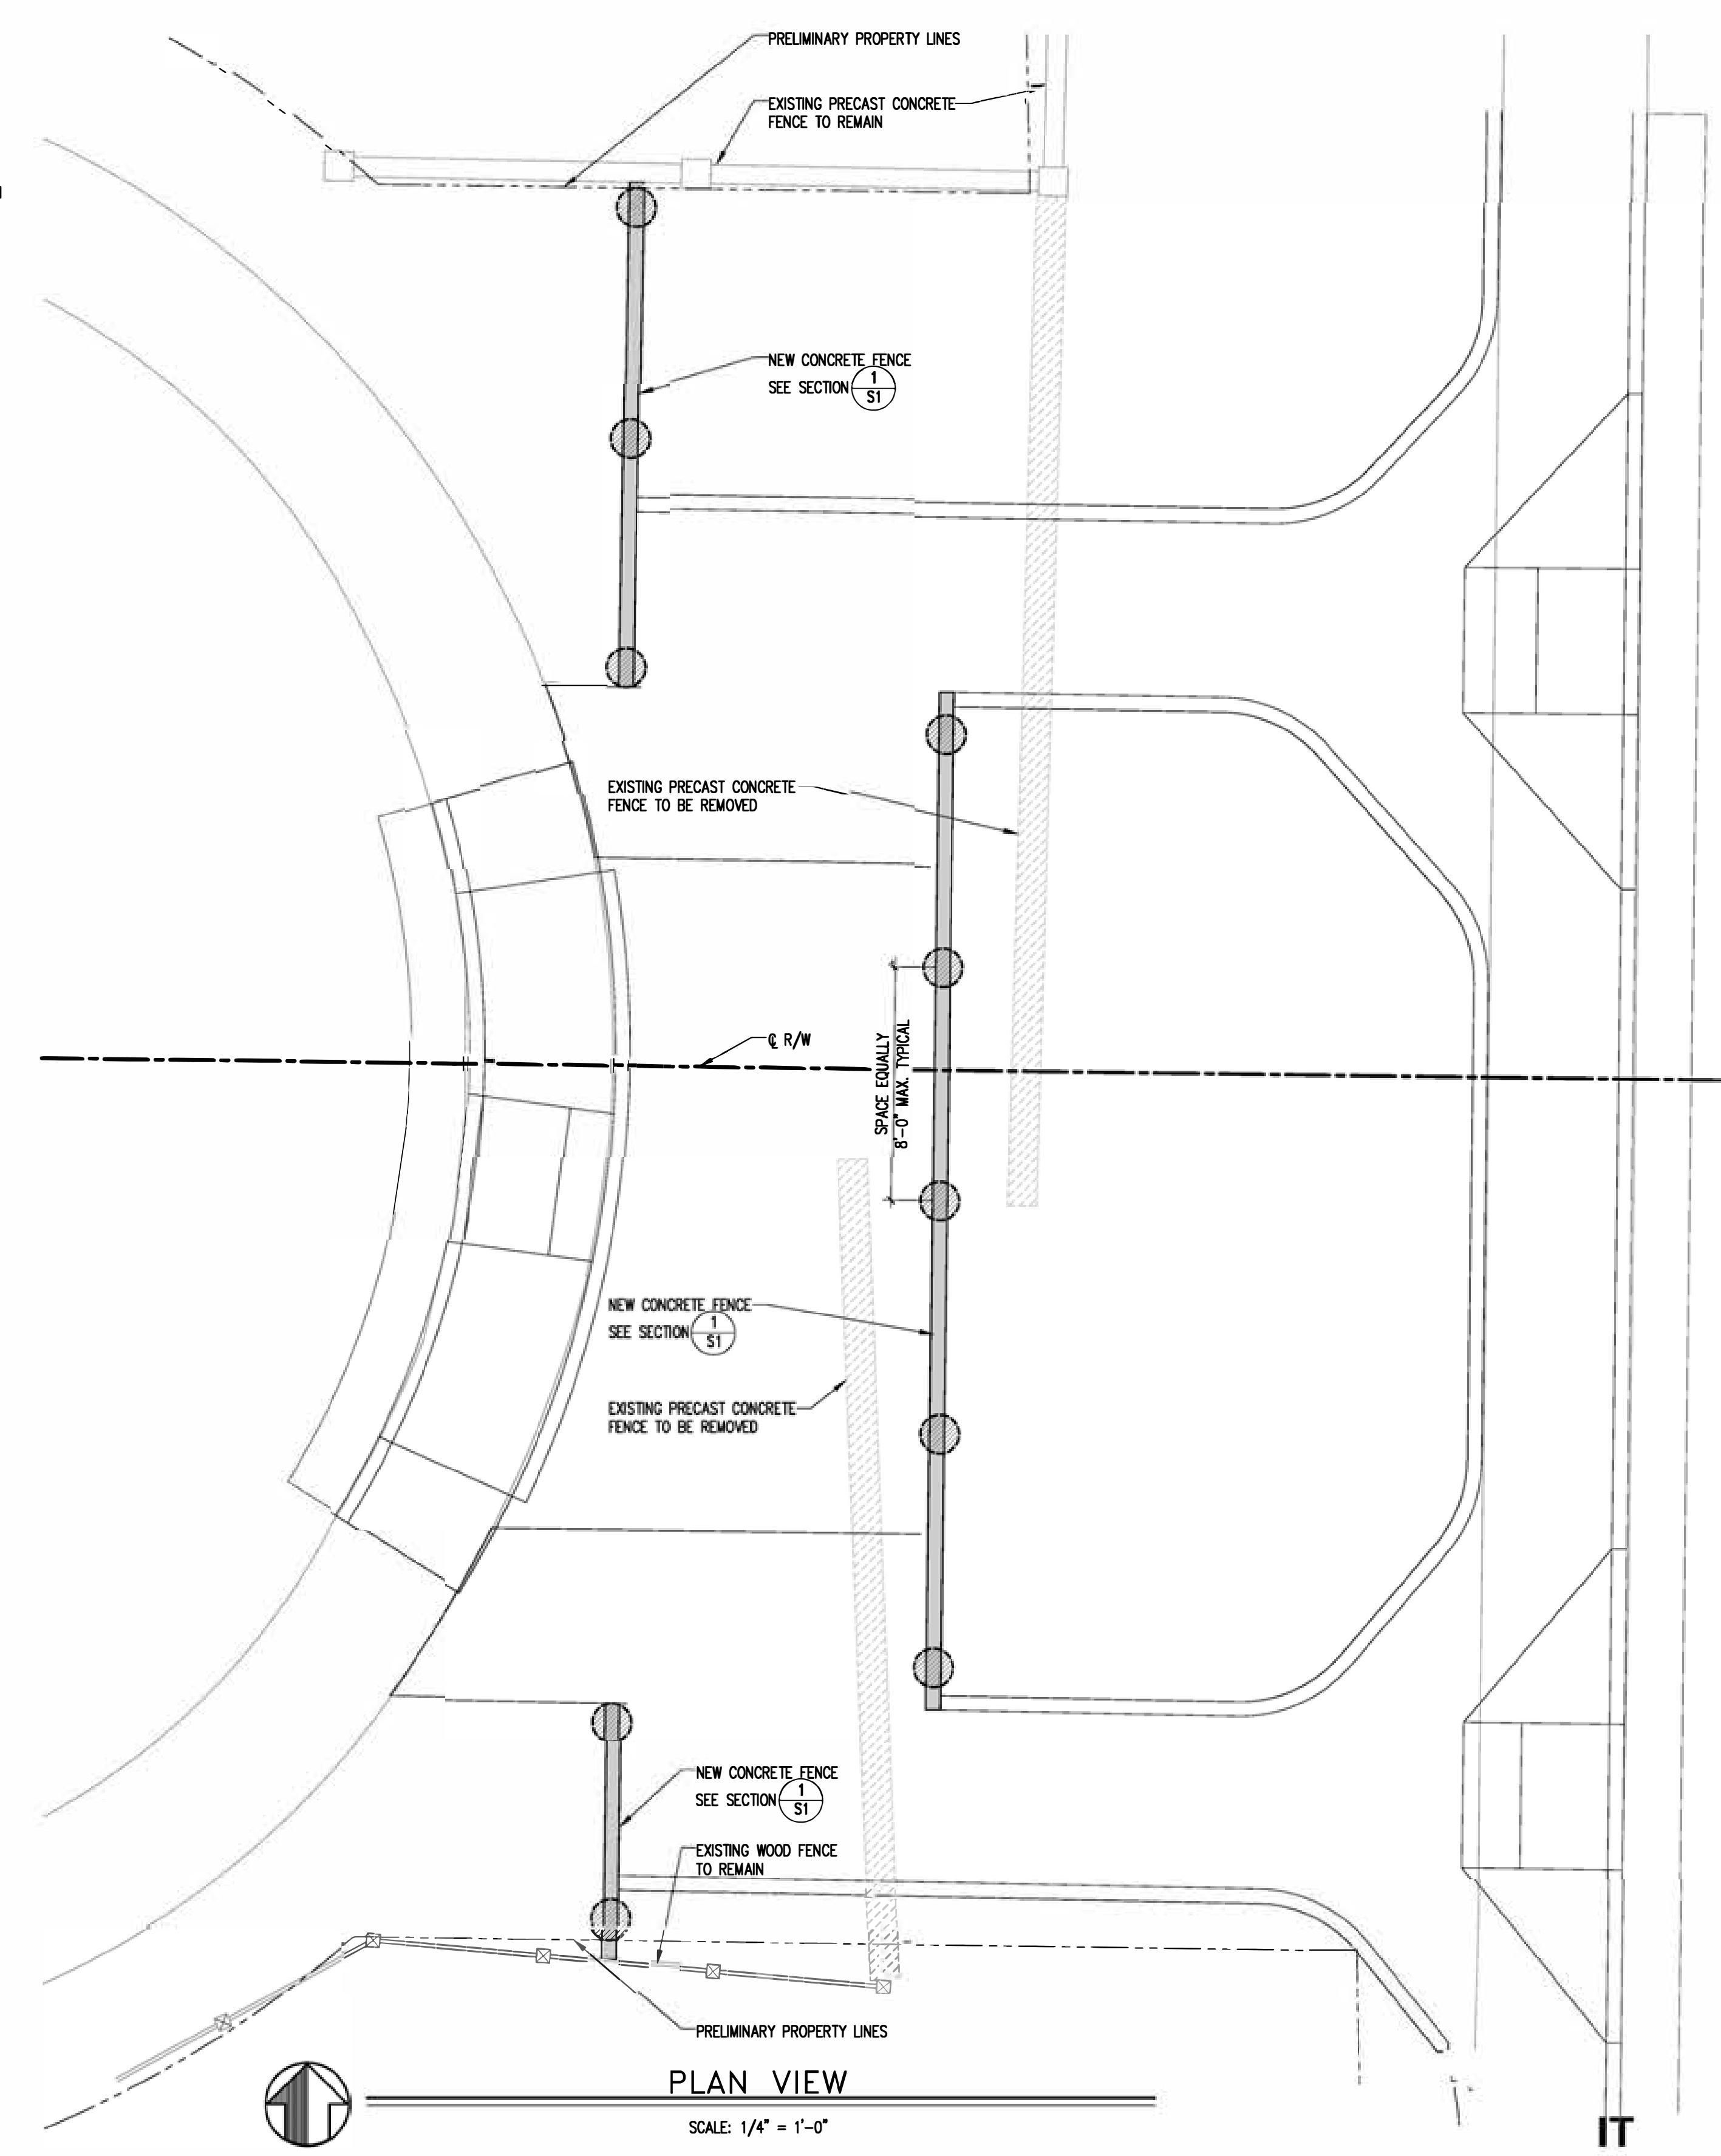 PRELIMINARY PROPERTY LINES
EXISTING PRECAST CONCRETE
FENCE TO REMAIN
NEW CONCRETE FENCE
SEE SECTION 1
S1
EXISTING PRECAST CONCRETE
FENCE TO BE REMOVED
℄ R/W
SPACE EQUALLY
8'-0" MAX. TYPICAL
NEW CONCRETE FENCE
SEE SECTION 1
S1
EXISTING PRECAST CONCRETE
FENCE TO BE REMOVED
NEW CONCRETE FENCE
SEE SECTION 1
S1
EXISTING WOOD FENCE
TO REMAIN
PRELIMINARY PROPERTY LINES
PLAN VIEW
SCALE: 1/4" = 1'-0"
IT